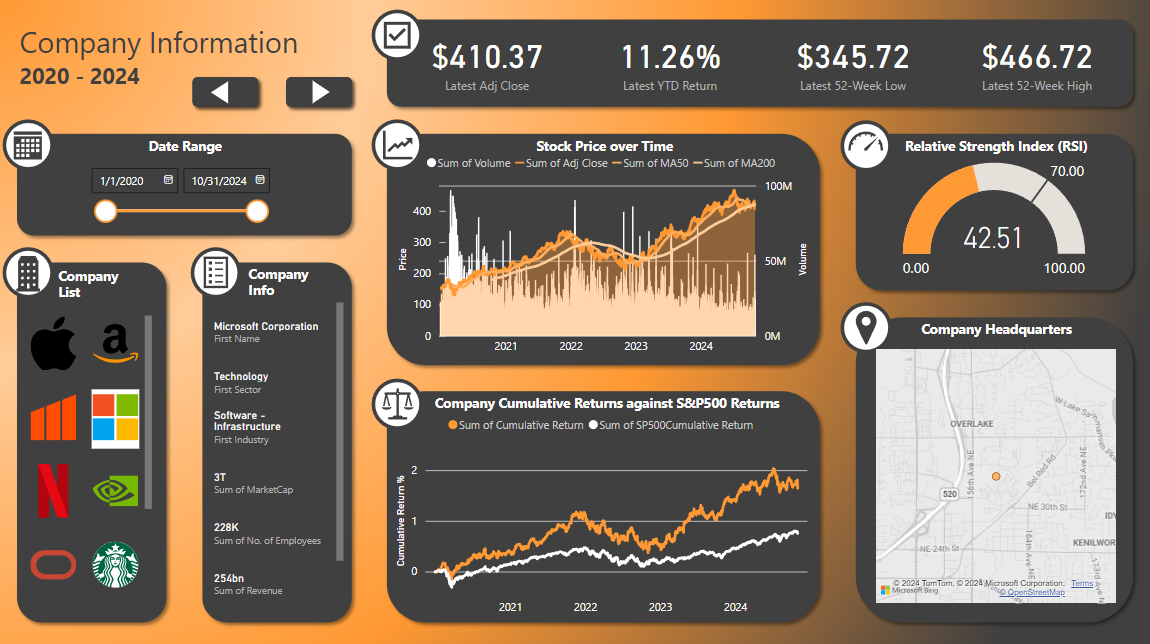 Company Information
2020 - 2024
$410.37
Latest Adj Close
11.26%
Latest YTD Return
$345.72
Latest 52-Week Low
$466.72
Latest 52-Week High
Date Range
1/1/2020
10/31/2024
Company
List
a
Company
Info
Microsoft Corporation
First Name
Technology
First Sector
Software -
Infrastructure
First Industry
3T
Sum of MarketCap
228K
Sum of No. of Employees
254bn
Sum of Revenue
Stock Price over Time
Sum of Volume Sum of Adj Close Sum of MA50 Sum of MA200
Price
400
300
200
100
0
100M
50M
0M
Volume
2021 2022 2023 2024
Company Cumulative Returns against S&P500 Returns
Sum of Cumulative Return Sum of SP500Cumulative Return
Cumulative Return %
2
1
0
2021 2022 2023 2024
Relative Strength Index (RSI)
70.00
42.51
0.00 100.00
Company Headquarters
OVERLAKE
W Lake Sammamish Pkwy
156th Ave NE
Bel Red Rd
172nd Ave NE
520
NE 30th St
NE 24th St
164th Ave NE
KENILWOR
173rd Ave
© 2024 TomTom, © 2024 Microsoft Corporation, Terms
Microsoft Bing
© OpenStreetMap